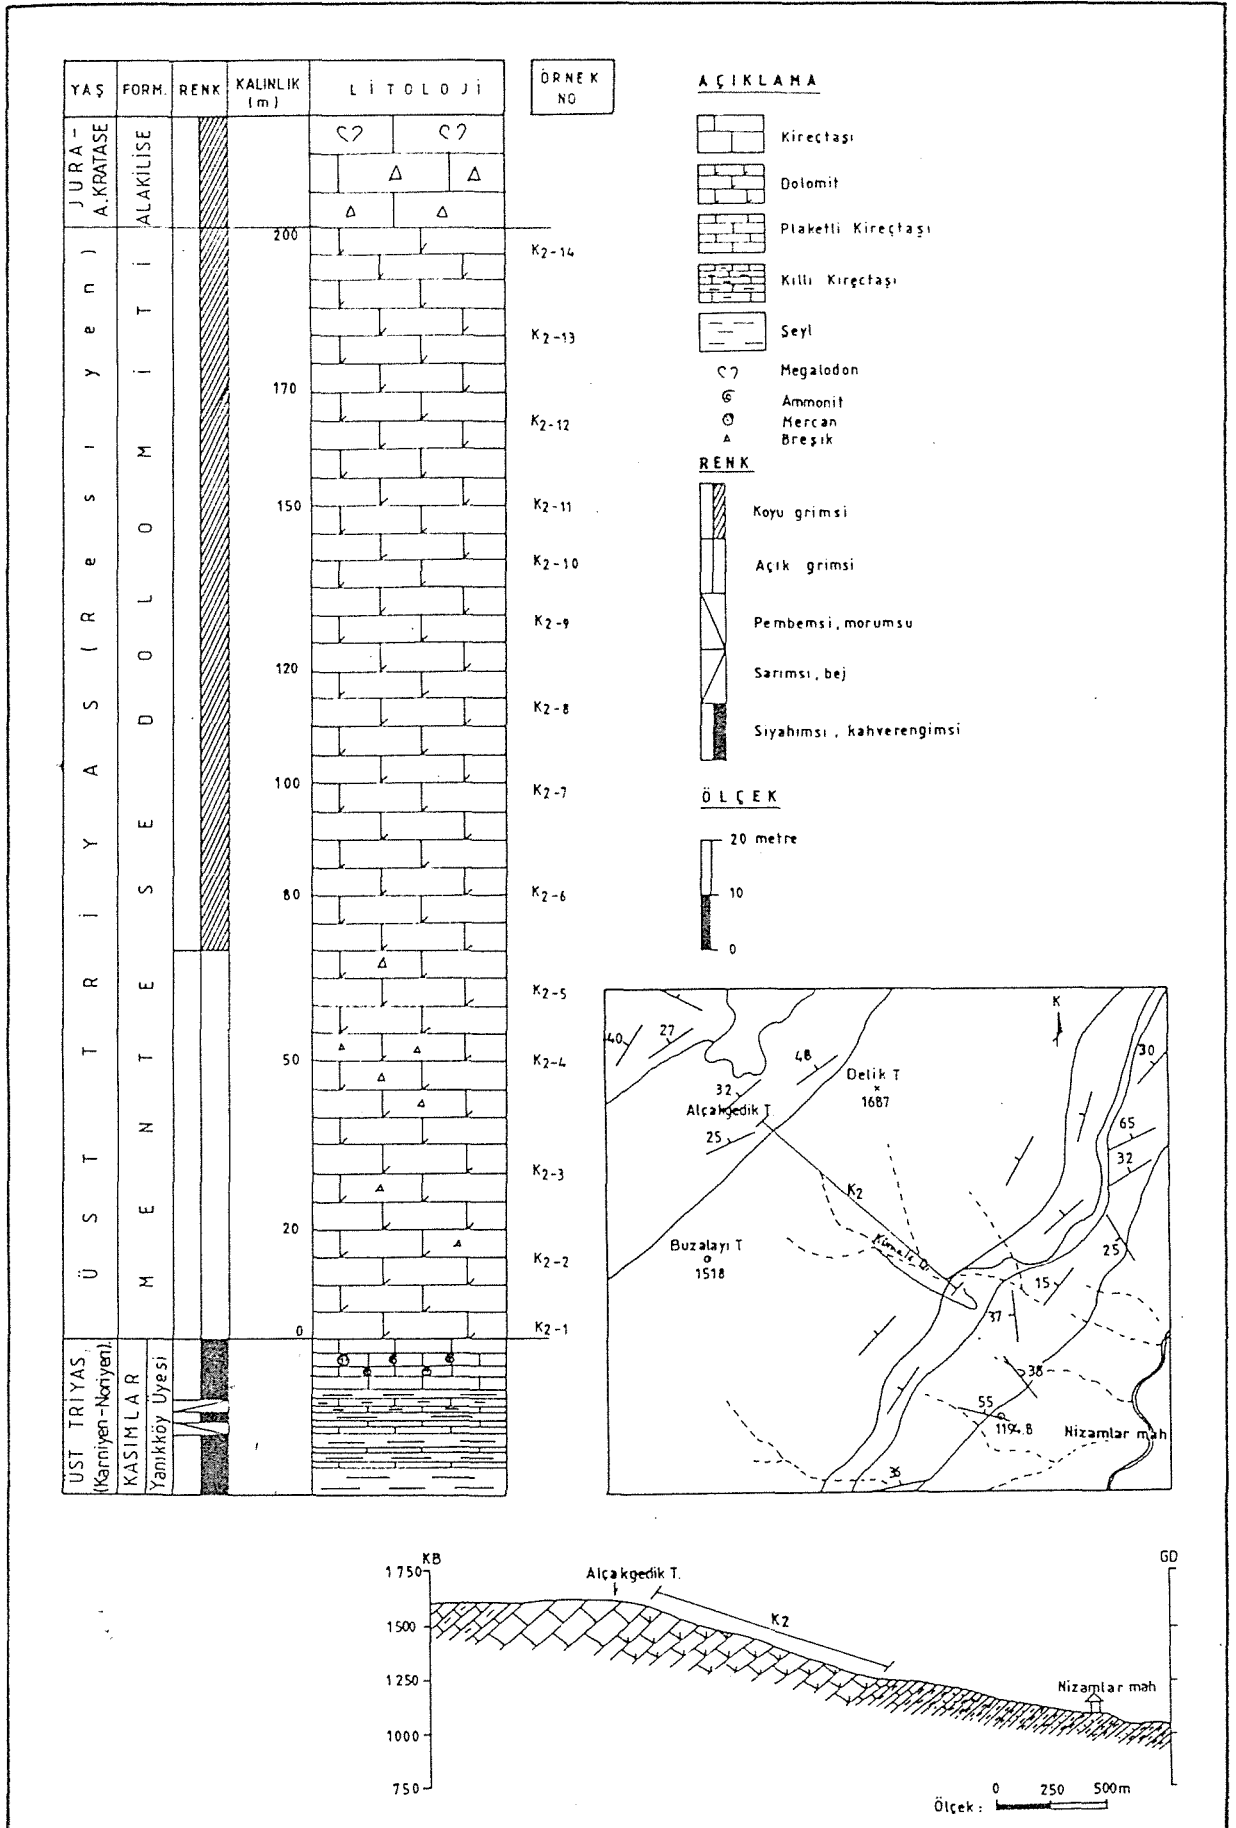 YAŞ FORM. RENK KALINLIK (m) LİTOLOJİ ÖRNEK NO
JURA-A.KRATASE
ALAKİLİSE
ÜST TRİYAS (Resiyen)
MENTEŞE DOLOMİTİ
ÜST TRİYAS (Karniyen-Noriyen)
KASIMLAR
Yanıkköy Üyesi
200
170
150
120
100
80
50
20
0
K2-14
K2-13
K2-12
K2-11
K2-10
K2-9
K2-8
K2-7
K2-6
K2-5
K2-4
K2-3
K2-2
K2-1
AÇIKLAMA
Kireçtaşı
Dolomit
Plaketli Kireçtaşı
Killi Kireçtaşı
Şeyl
Megalodon
Ammonit
Mercan
Breşik
RENK
Koyu grimsi
Açık grimsi
Pembemsi, morumsu
Sarımsı, bej
Siyahımsı, kahverengimsi
ÖLÇEK
20 metre
10
0
K
40
27
48
32
30
Delik T
1687
Alçakgedik T.
25
65
32
K2
Buzalayı T
1518
25
15
37
38
55
1194.8
Nizamlar mah
35
KB
GD
1750
1500
1250
1000
750
Alçakgedik T.
K2
Nizamlar mah
Ölçek:
0 250 500m